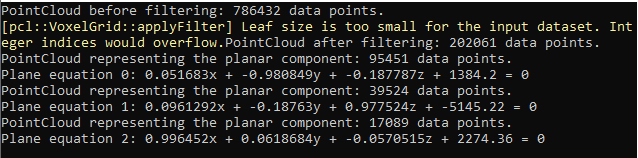 PointCloud before filtering: 786432 data points.
[pcl::VoxelGrid::applyFilter] Leaf size is too small for the input dataset. Int
eger indices would overflow.PointCloud after filtering: 202061 data points.
PointCloud representing the planar component: 95451 data points.
Plane equation 0: 0.051683x + -0.980849y + -0.187787z + 1384.2 = 0
PointCloud representing the planar component: 39524 data points.
Plane equation 1: 0.0961292x + -0.18763y + 0.977524z + -5145.22 = 0
PointCloud representing the planar component: 17089 data points.
Plane equation 2: 0.996452x + 0.0618684y + -0.0570515z + 2274.36 = 0